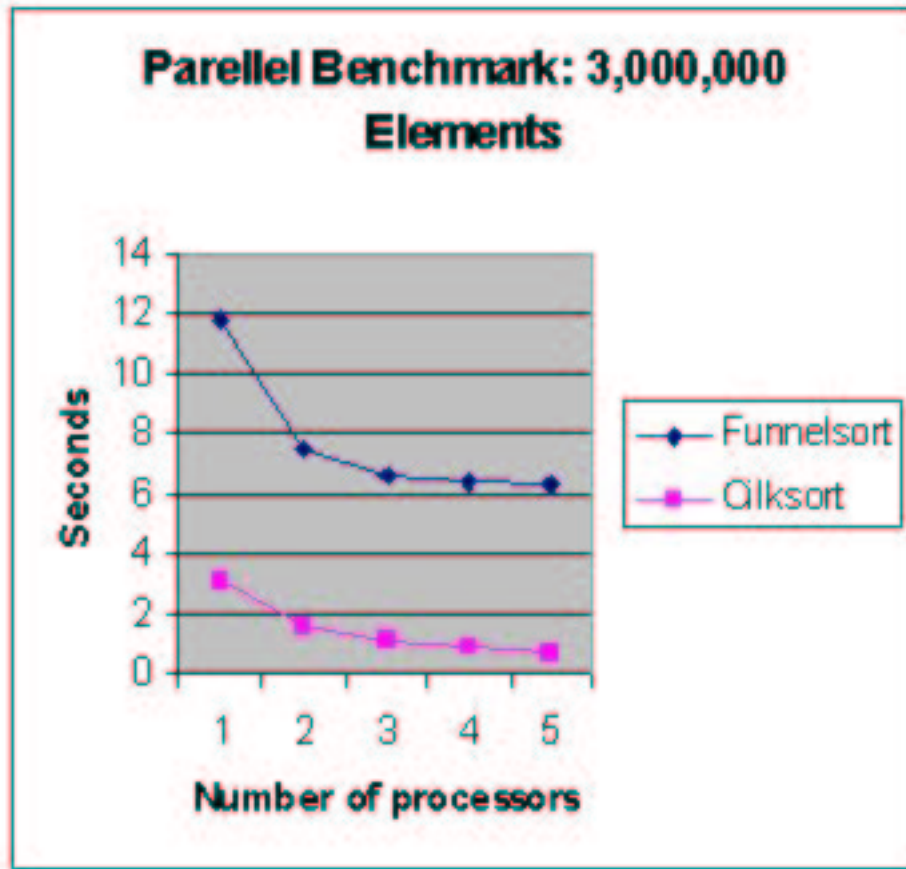 Parellel Benchmark: 3,000,000
Elements
14
12
10
8
6
4
2
0
Seconds
1 2 3 4 5
Number of processors
Funnelsort
Cilksort